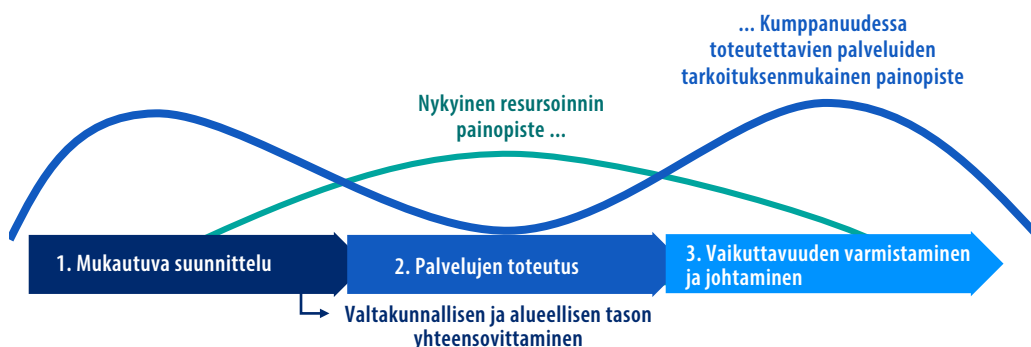 ... Kumppanuudessa
toteutettavien palveluiden
tarkoituksenmukainen painopiste
Nykyinen resursoinnin
painopiste ...
1. Mukautuva suunnittelu
2. Palvelujen toteutus
3. Vaikuttavuuden varmistaminen
ja johtaminen
Valtakunnallisen ja alueellisen tason
yhteensovittaminen